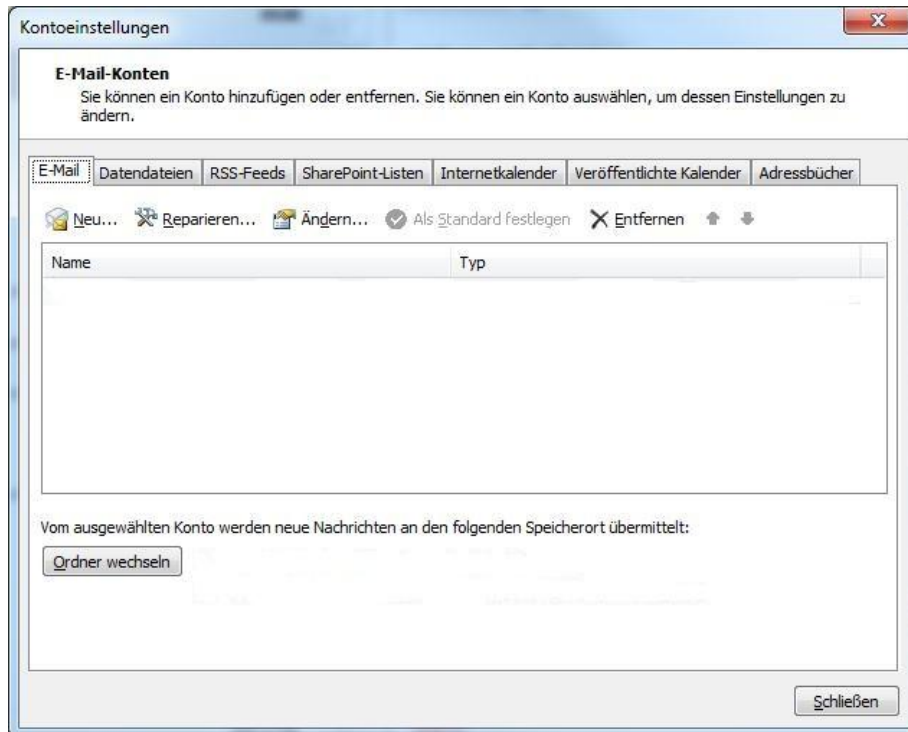 Kontoeinstellungen
E-Mail-Konten
Sie können ein Konto hinzufügen oder entfernen. Sie können ein Konto auswählen, um dessen Einstellungen zu
ändern.
E-Mail Datendateien RSS-Feeds SharePoint-Listen Internetkalender Veröffentlichte Kalender Adressbücher
Neu... Reparieren... Ändern... Als Standard festlegen Entfernen
Name Typ
Vom ausgewählten Konto werden neue Nachrichten an den folgenden Speicherort übermittelt:
Ordner wechseln
Schließen